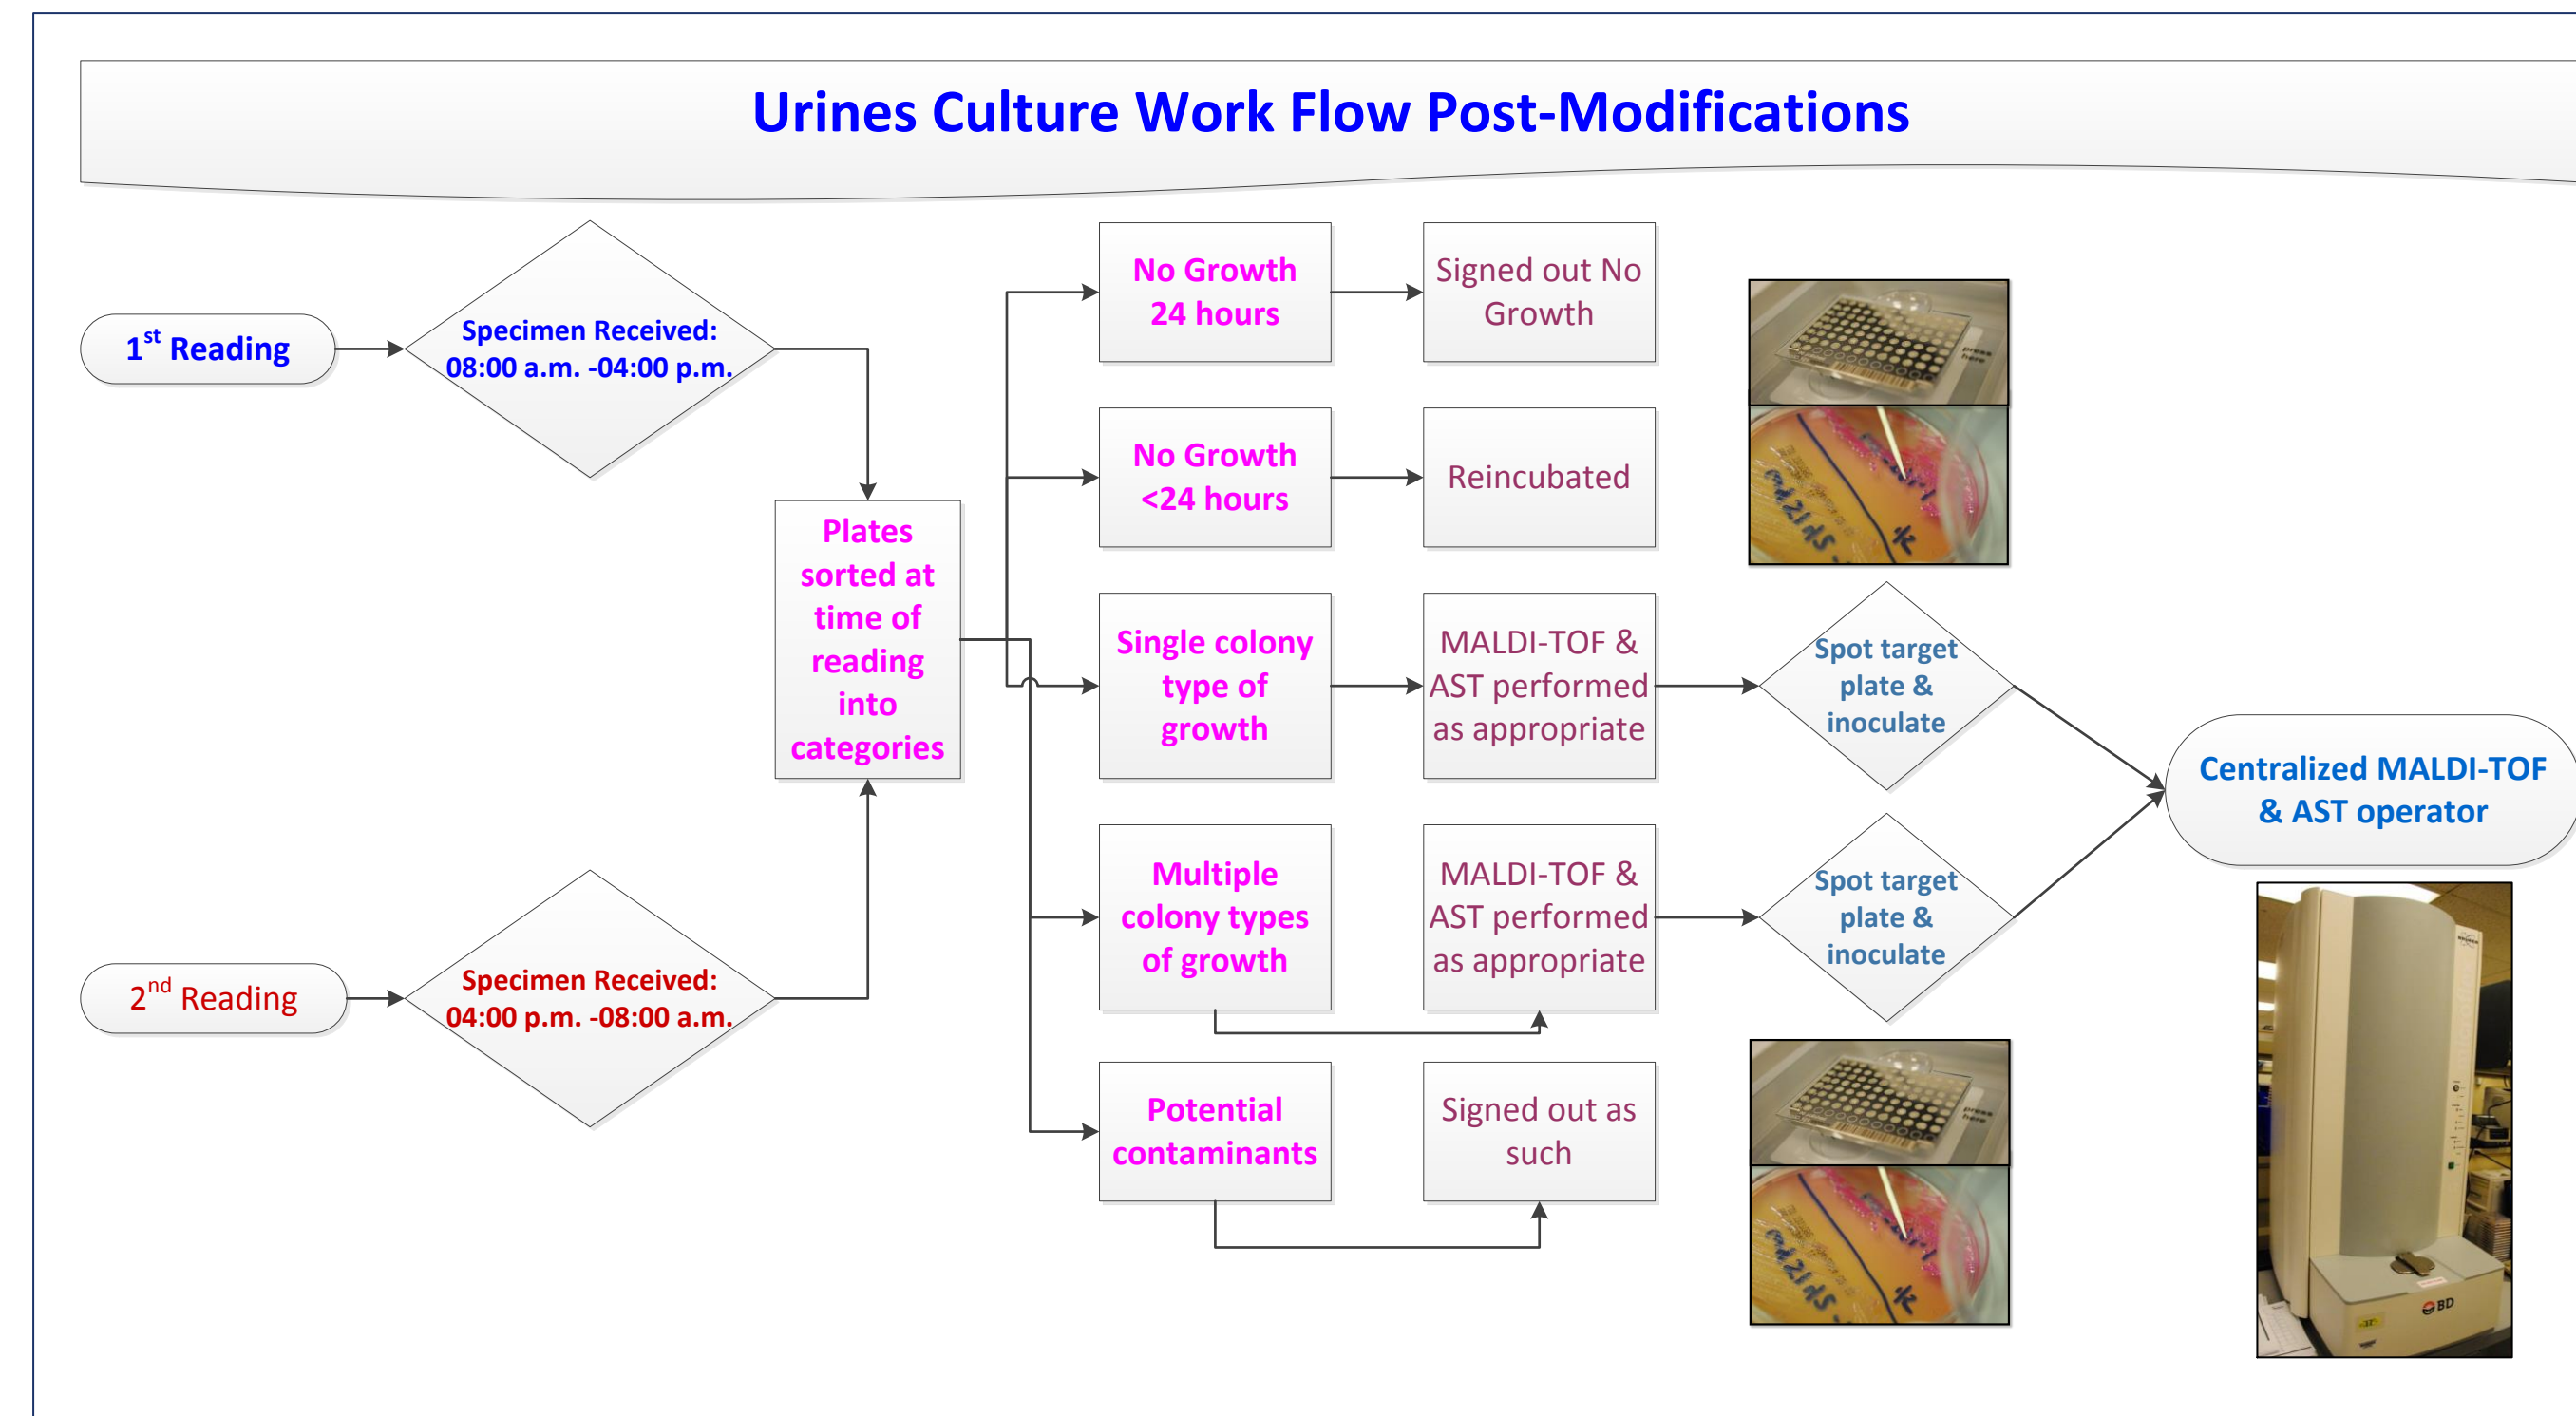 Urines Culture Work Flow Post-Modifications
1st Reading
Specimen Received:
08:00 a.m. -04:00 p.m.
2nd Reading
Specimen Received:
04:00 p.m. -08:00 a.m.
Plates
sorted at
time of
reading
into
categories
No Growth
24 hours
Signed out No
Growth
No Growth
<24 hours
Reincubated
Single colony
type of
growth
MALDI-TOF &
AST performed
as appropriate
Spot target
plate &
inoculate
Multiple
colony types
of growth
MALDI-TOF &
AST performed
as appropriate
Spot target
plate &
inoculate
Potential
contaminants
Signed out as
such
Centralized MALDI-TOF
& AST operator
press
here
press
here
BD